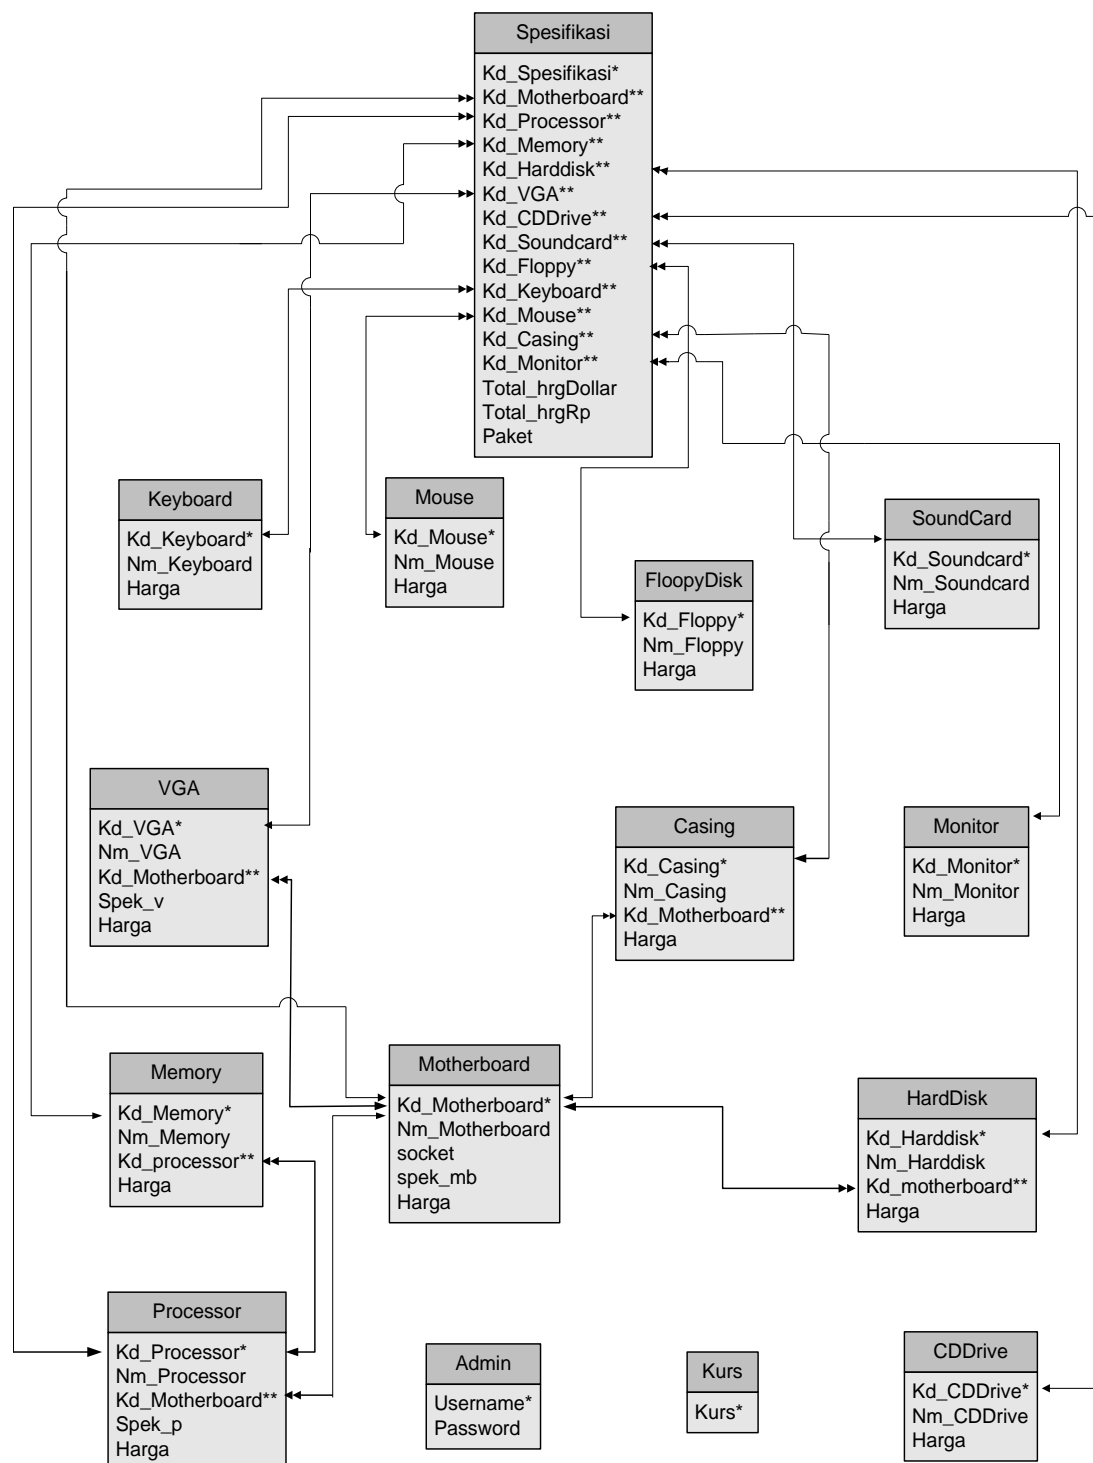 Spesifikasi
Kd_Spesifikasi*
Kd_Motherboard**
Kd_Processor**
Kd_Memory**
Kd_Harddisk**
Kd_VGA**
Kd_CDDrive**
Kd_Soundcard**
Kd_Floppy**
Kd_Keyboard**
Kd_Mouse**
Kd_Casing**
Kd_Monitor**
Total_hrgDollar
Total_hrgRp
Paket
Keyboard
Kd_Keyboard*
Nm_Keyboard
Harga
Mouse
Kd_Mouse*
Nm_Mouse
Harga
FloopyDisk
Kd_Floppy*
Nm_Floppy
Harga
SoundCard
Kd_Soundcard*
Nm_Soundcard
Harga
VGA
Kd_VGA*
Nm_VGA
Kd_Motherboard**
Spek_v
Harga
Casing
Kd_Casing*
Nm_Casing
Kd_Motherboard**
Harga
Monitor
Kd_Monitor*
Nm_Monitor
Harga
Memory
Kd_Memory*
Nm_Memory
Kd_processor**
Harga
Motherboard
Kd_Motherboard*
Nm_Motherboard
socket
spek_mb
Harga
HardDisk
Kd_Harddisk*
Nm_Harddisk
Kd_motherboard**
Harga
Processor
Kd_Processor*
Nm_Processor
Kd_Motherboard**
Spek_p
Harga
Admin
Username*
Password
Kurs
Kurs*
CDDrive
Kd_CDDrive*
Nm_CDDrive
Harga